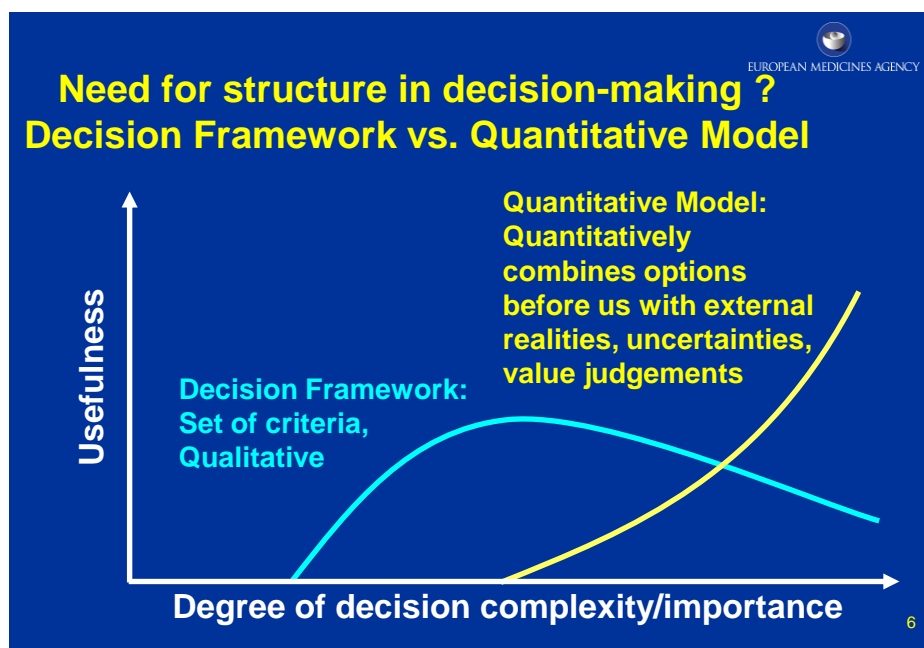 EUROPEAN MEDICINES AGENCY
Need for structure in decision-making ?
Decision Framework vs. Quantitative Model
Quantitative Model:
Quantitatively
combines options
before us with external
realities, uncertainties,
value judgements
Usefulness
Decision Framework:
Set of criteria,
Qualitative
Degree of decision complexity/importance
6